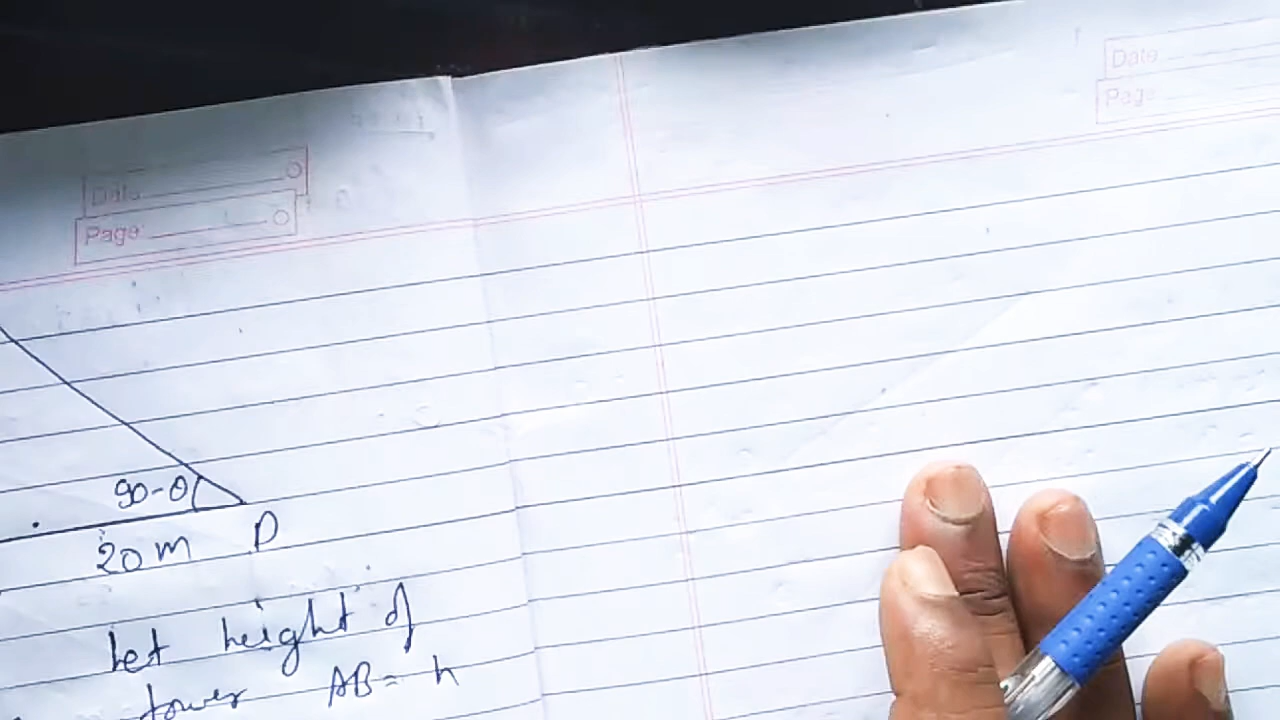 Date
Page
Date
Page:
90-θ
20 m D
let height of
tower AB = h